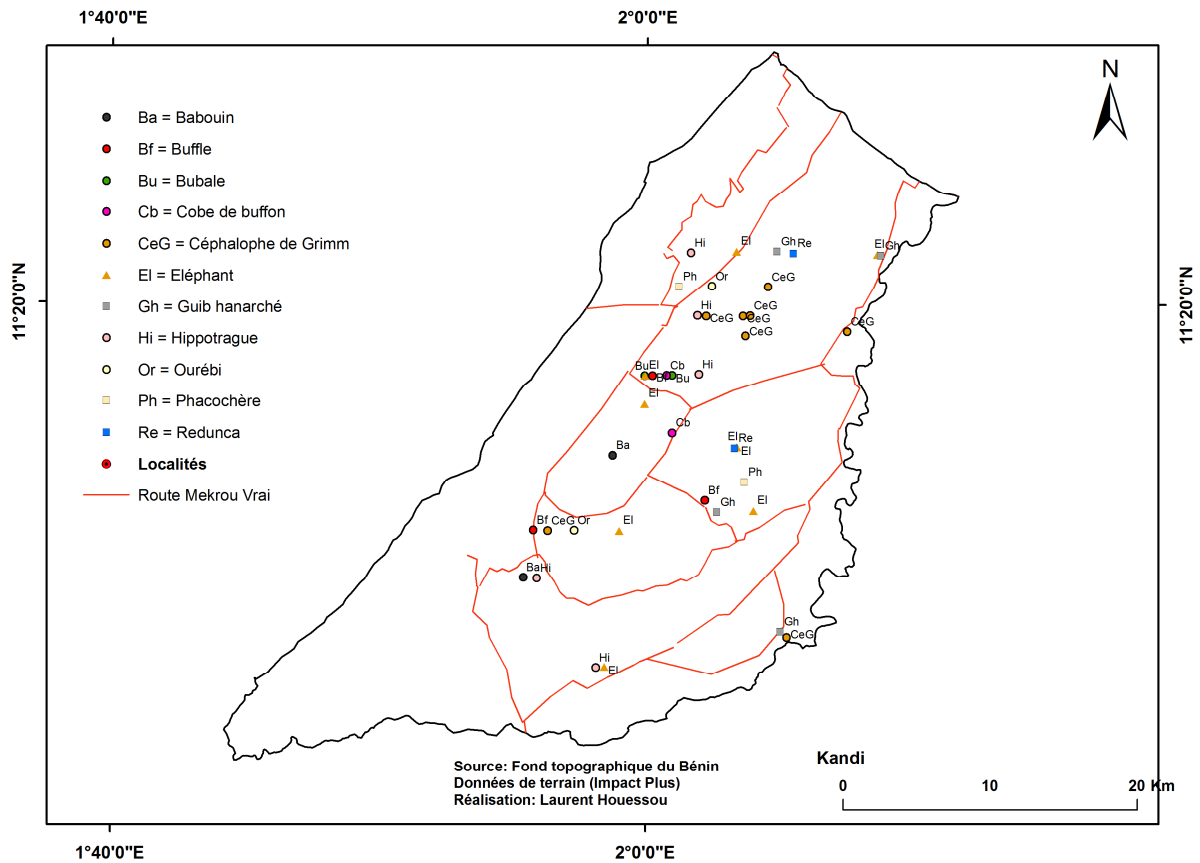 1°40'0"E
2°0'0"E
N
Ba = Babouin
Bf = Buffle
Bu = Bubale
Cb = Cobe de buffon
CeG = Céphalophe de Grimm
El = Eléphant
Gh = Guib hanarché
Hi = Hippotrague
Or = Ourébi
Ph = Phacochère
Re = Redunca
Localités
Route Mekrou Vrai
11°20'0"N
11°20'0"N
Hi
El
Gh
Re
El
Gh
Ph
Or
CeG
Hi
CeG
CeG
CeG
CeG
CeG
Bu
El
Bf
Cb
Bu
Hi
El
Cb
Ba
El
Re
El
Ph
Bf
Gh
El
Bf
CeG
Or
El
Ba
Hi
Gh
CeG
Hi
El
Source: Fond topographique du Bénin
Données de terrain (Impact Plus)
Réalisation: Laurent Houessou
Kandi
0
10
20 Km
1°40'0"E
2°0'0"E